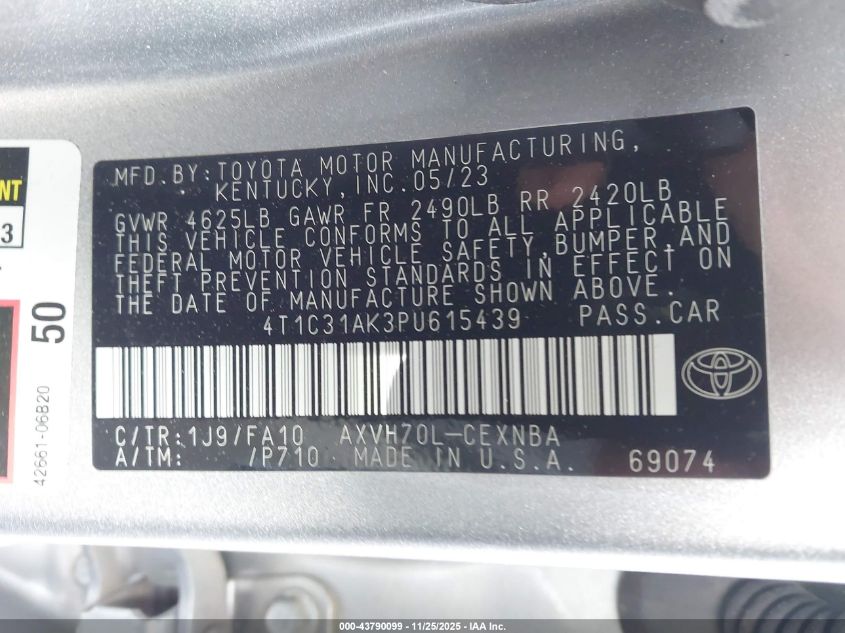 MFD.BY:TOYOTA MOTOR MANUFACTURING,
KENTUCKY,INC.05/23
GVWR 4625LB GAWR FR 2490LB RR 2420LB
THIS VEHICLE CONFORMS TO ALL APPLICABLE
FEDERAL MOTOR VEHICLE SAFETY,BUMPER,AND
THEFT PREVENTION STANDARDS IN EFFECT ON
THE DATE OF MANUFACTURE SHOWN ABOVE.
4T1C31AK3PU615439 PASS.CAR
C/TR:1J9/FA10 AXVH70L-CEXNBA
A/TM: /P710 MADE IN U.S.A. 69074
50
42661-06B20
3
000-43790099 | 11/25/2025 - IAA Inc.